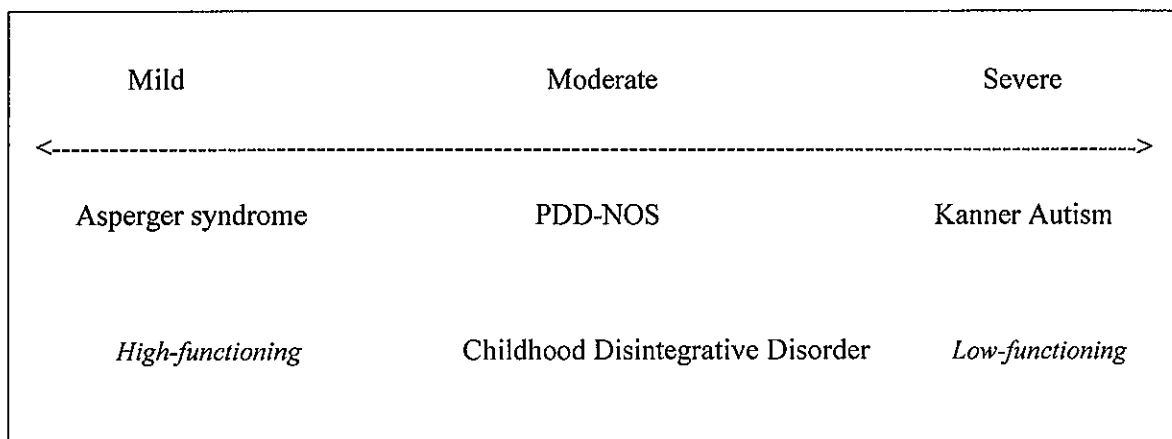 Mild Moderate Severe
<-------------------------------------------------------------------------------------------->
Asperger syndrome PDD-NOS Kanner Autism
High-functioning Childhood Disintegrative Disorder Low-functioning